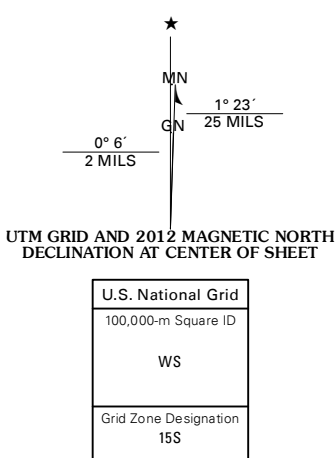 ★
MN
1° 23´
25 MILS
GN
0° 6´
2 MILS
UTM GRID AND 2012 MAGNETIC NORTH
DECLINATION AT CENTER OF SHEET
U.S. National Grid
100,000-m Square ID
WS
Grid Zone Designation
15S